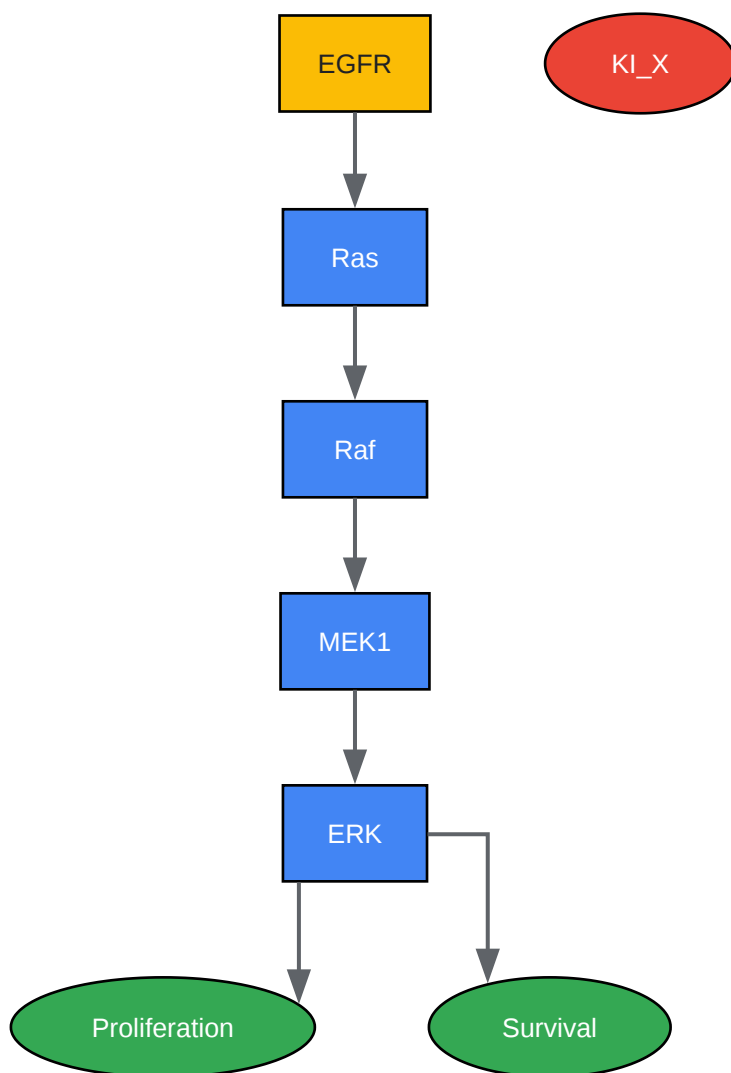 EGFR
KI_X
Ras
Raf
MEK1
ERK
Proliferation
Survival